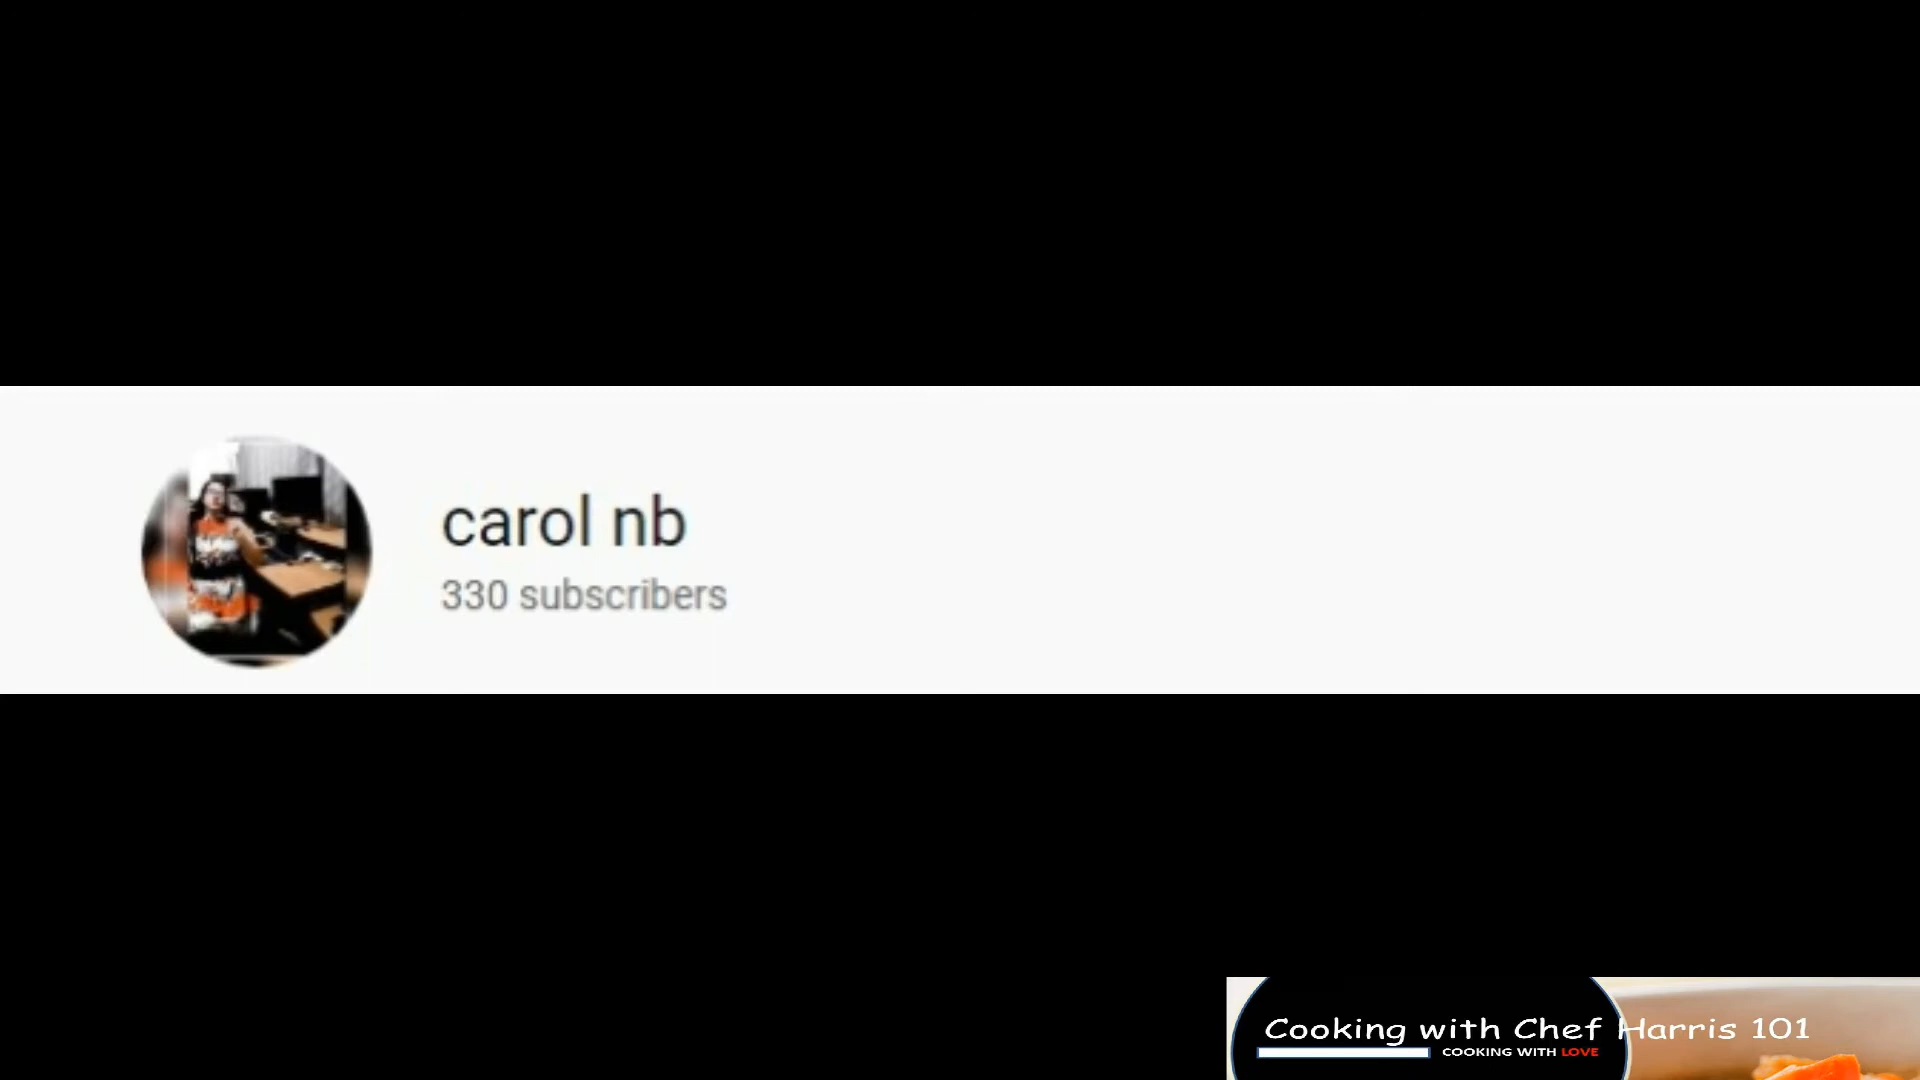 carol nb
330 subscribers
Cooking with Chef Harris 101
COOKING WITH LOVE